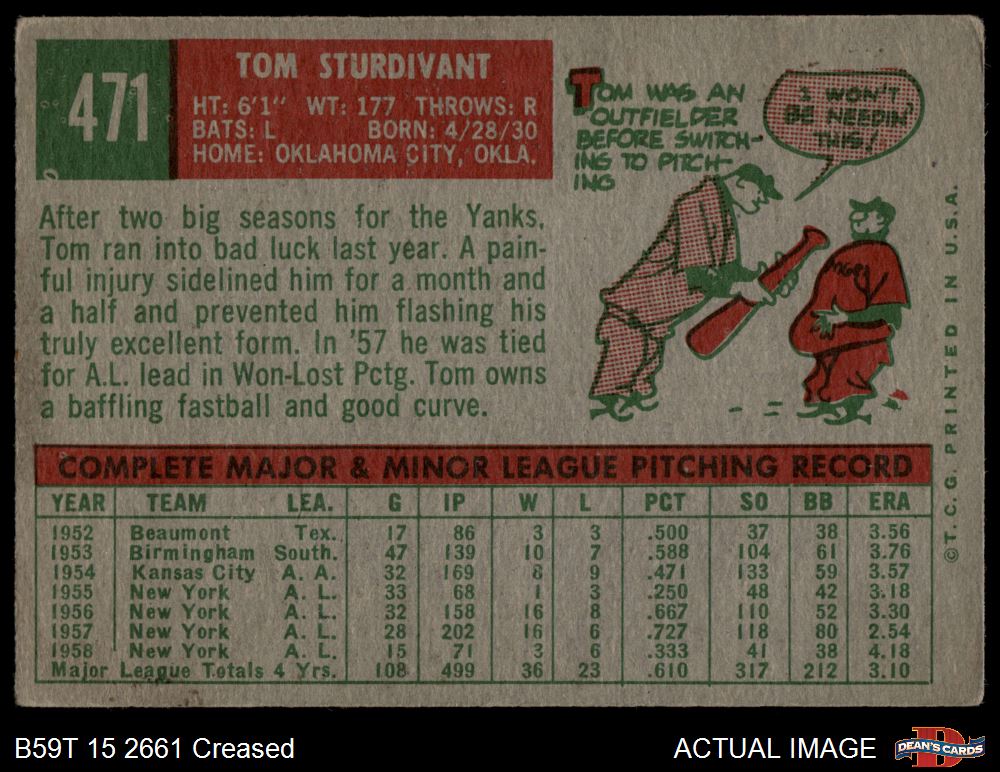 471
TOM STURDIVANT
HT: 6'1" WT: 177 THROWS: R
BATS: L BORN: 4/28/30
HOME: OKLAHOMA CITY, OKLA.
After two big seasons for the Yanks,
Tom ran into bad luck last year. A pain-
ful injury sidelined him for a month and
a half and prevented him flashing his
truly excellent form. In '57 he was tied
for A.L. lead in Won-Lost Pctg. Tom owns
a baffling fastball and good curve.
TOM WAS AN
OUTFIELDER
BEFORE SWITCH-
ING TO PITCH-
ING
I WON'T
BE NEEDIN'
THIS!
©T.C.G. PRINTED IN U.S.A.
COMPLETE MAJOR & MINOR LEAGUE PITCHING RECORD
YEAR TEAM LEA. G IP W L PCT SO BB ERA
1952 Beaumont Tex. 17 86 3 3 .500 37 38 3.56
1953 Birmingham South. 47 139 10 7 .588 104 61 3.76
1954 Kansas City A. A. 32 169 8 9 .471 133 59 3.57
1955 New York A. L. 33 68 1 3 .250 48 42 3.18
1956 New York A. L. 32 158 16 8 .667 110 52 3.30
1957 New York A. L. 28 202 16 6 .727 118 80 2.54
1958 New York A. L. 15 71 3 6 .333 41 38 4.18
Major League Totals 4 Yrs. 108 499 36 23 .610 317 212 3.10
B59T 15 2661 Creased
ACTUAL IMAGE
DEAN'S CARDS